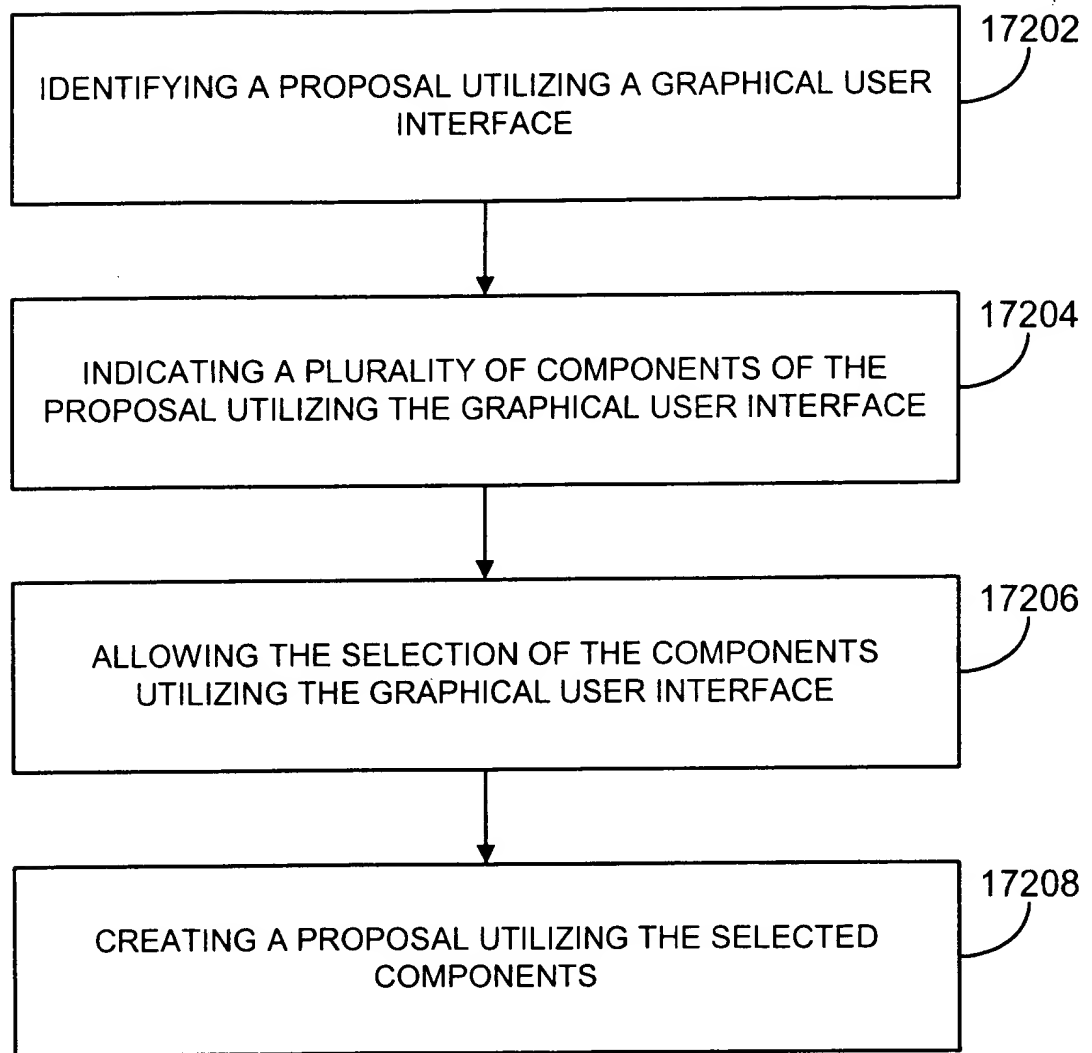 17202
IDENTIFYING A PROPOSAL UTILIZING A GRAPHICAL USER
INTERFACE
17204
INDICATING A PLURALITY OF COMPONENTS OF THE
PROPOSAL UTILIZING THE GRAPHICAL USER INTERFACE
17206
ALLOWING THE SELECTION OF THE COMPONENTS
UTILIZING THE GRAPHICAL USER INTERFACE
17208
CREATING A PROPOSAL UTILIZING THE SELECTED
COMPONENTS